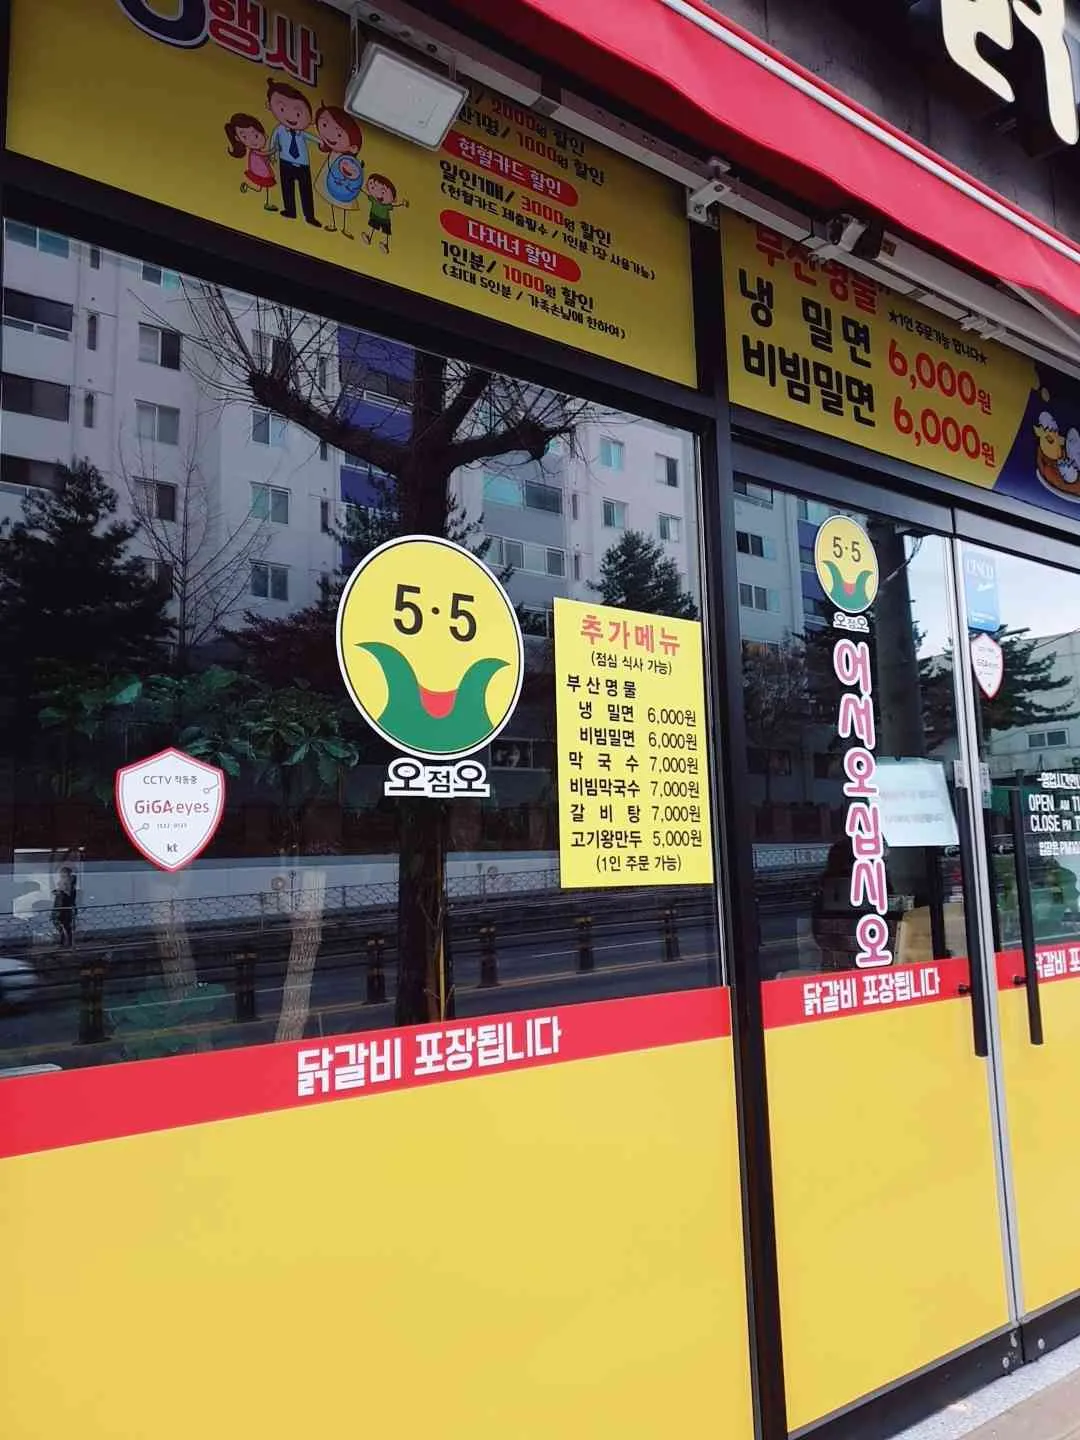 행사
2000원 할인
1000원 할인
헌혈카드 할인
일인1매/ 3000원 할인
(헌혈카드 제출필수 / 1인분 1장 사용가능)
다자녀 할인
1인분/ 1000원 할인
(최대 5인분 / 가족손님에 한하여)
부산명물
★1인 주문가능 합니다★
냉 밀 면 6,000원
비빔밀면 6,000원
5·5
오점오
추가메뉴
(점심 식사 가능)
부산명물
냉 밀면 6,000원
비빔밀면 6,000원
막 국 수 7,000원
비빔막국수 7,000원
갈 비 탕 7,000원
고기왕만두 5,000원
(1인 주문 가능)
CCTV 작동중
GiGA eyes
kt
5·5
오점오
어서오십시오
CESCO
GiGA eyes
OPEN AM
CLOSE PM
닭갈비 포장됩니다
닭갈비 포장됩니다
닭갈비